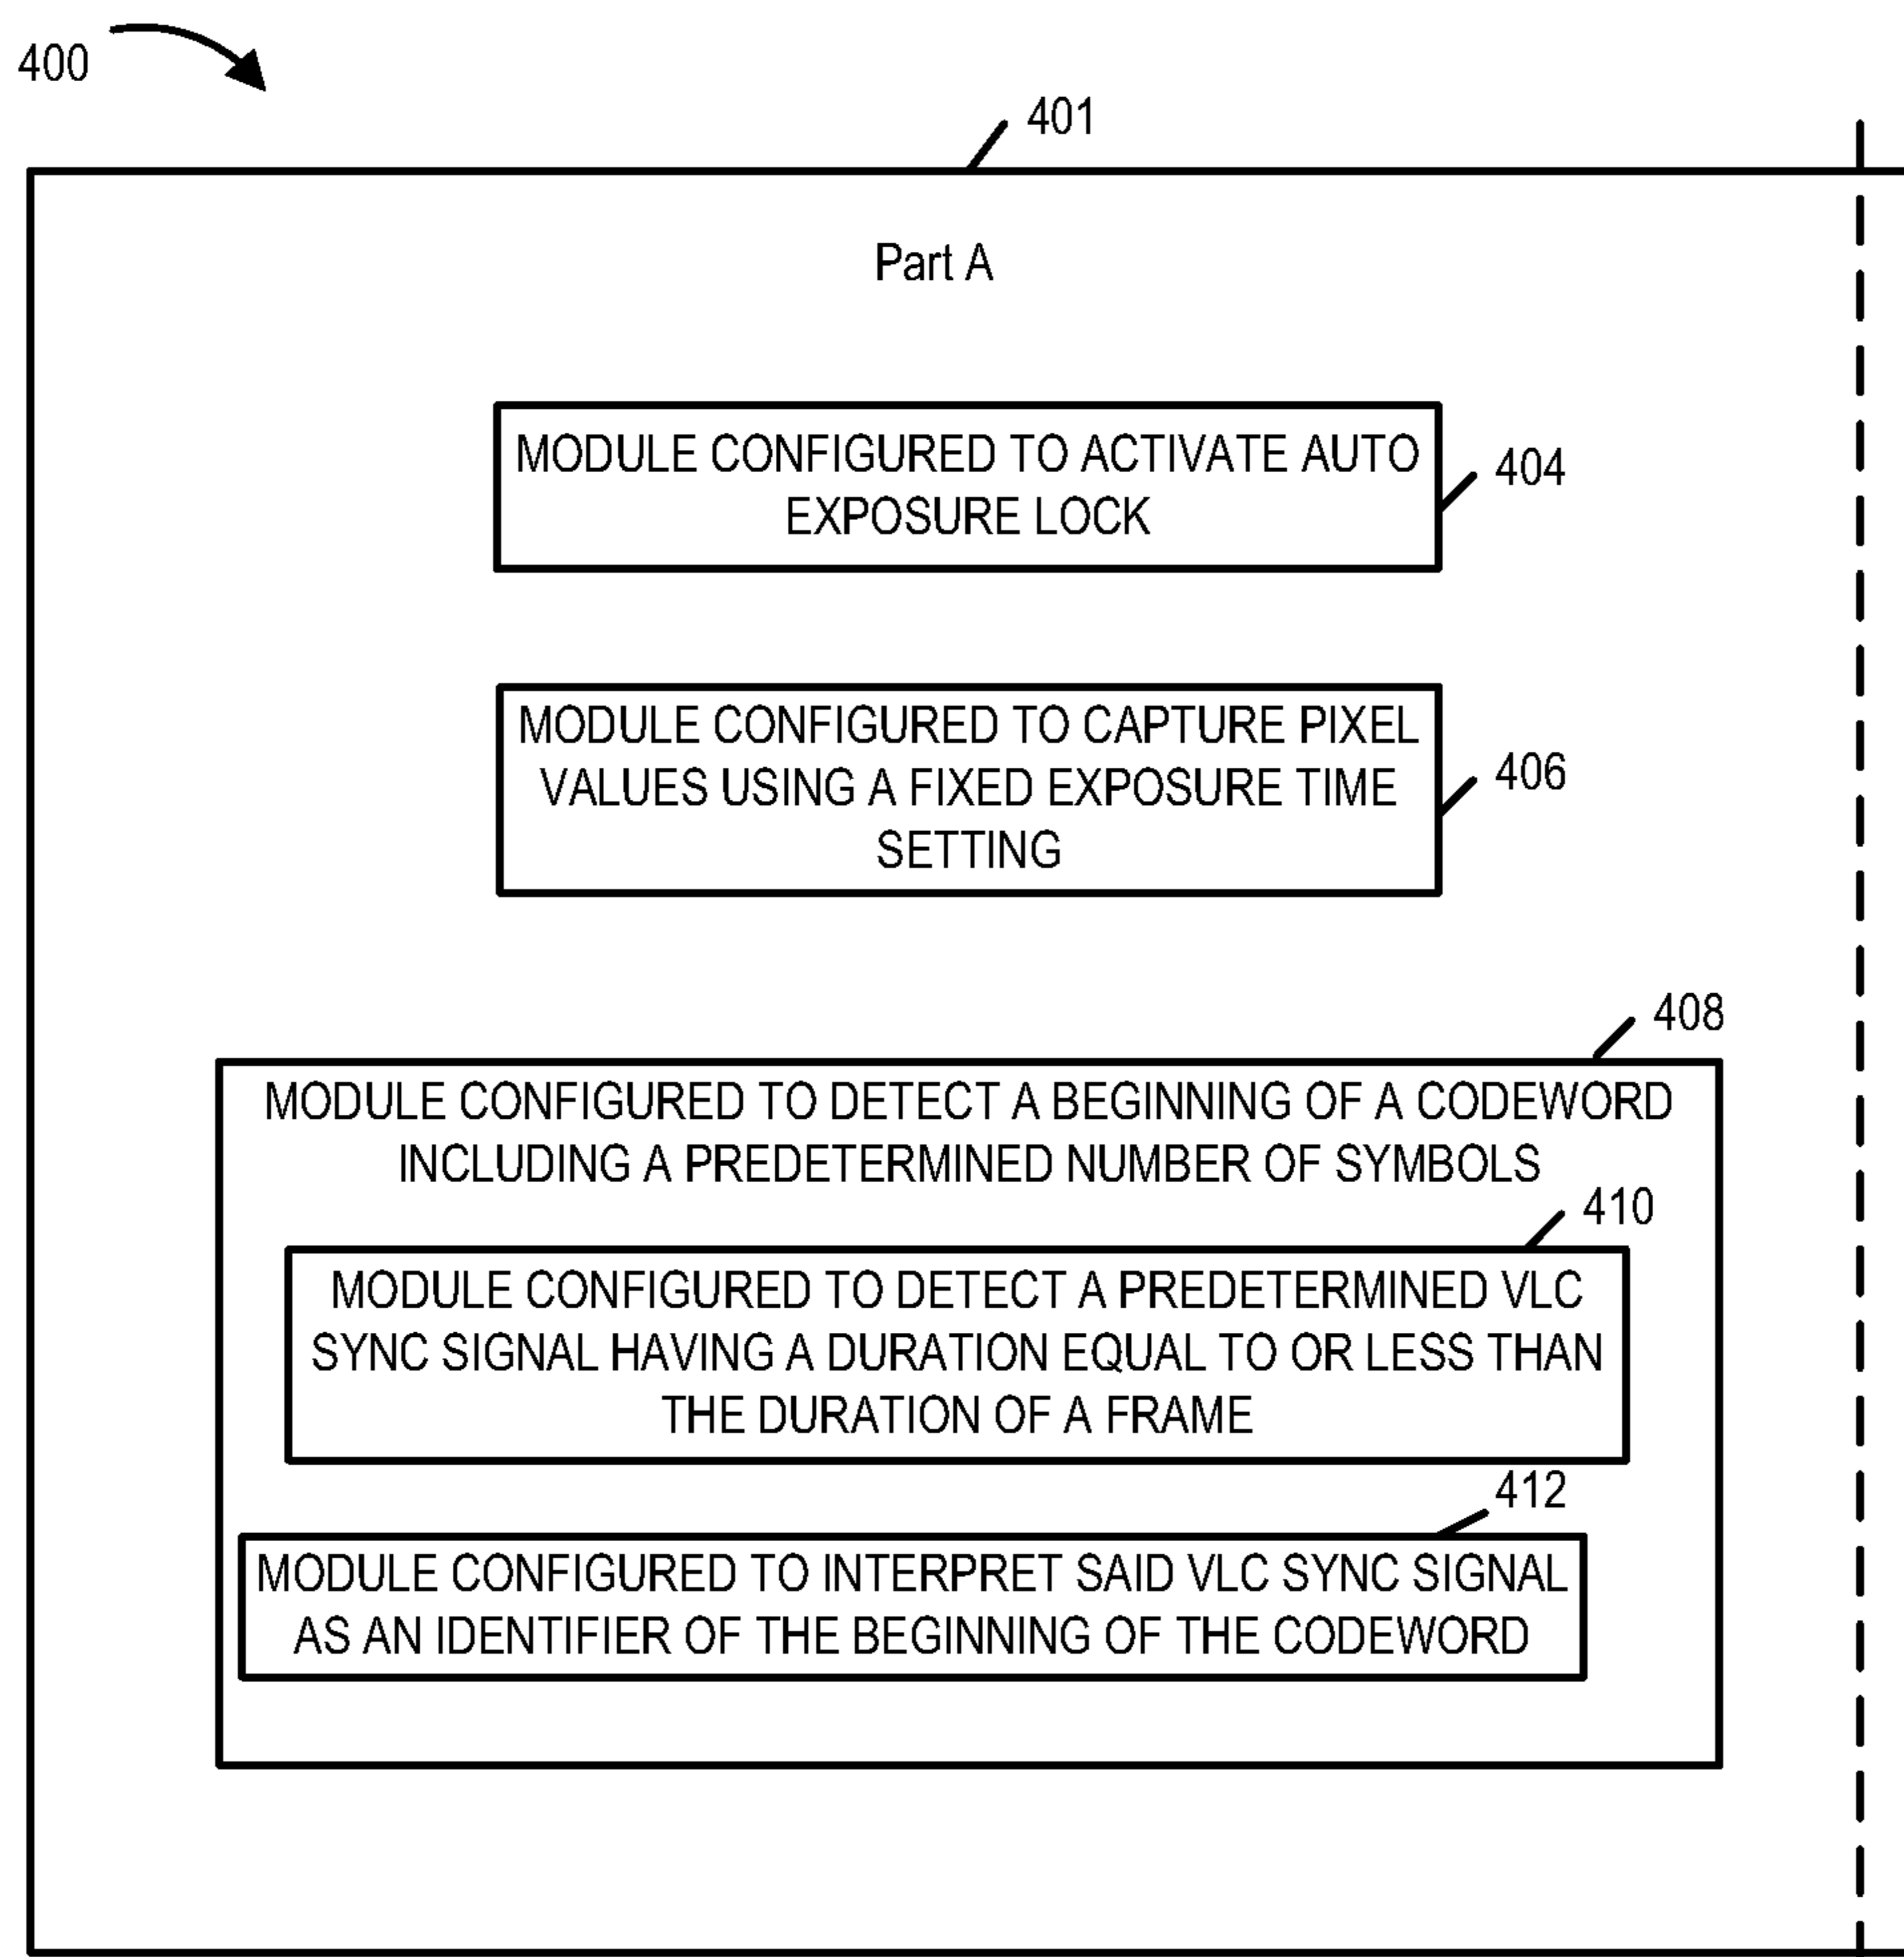 400
401
Part A
MODULE CONFIGURED TO ACTIVATE AUTO
EXPOSURE LOCK
404
MODULE CONFIGURED TO CAPTURE PIXEL
VALUES USING A FIXED EXPOSURE TIME
SETTING
406
408
MODULE CONFIGURED TO DETECT A BEGINNING OF A CODEWORD
INCLUDING A PREDETERMINED NUMBER OF SYMBOLS
410
MODULE CONFIGURED TO DETECT A PREDETERMINED VLC
SYNC SIGNAL HAVING A DURATION EQUAL TO OR LESS THAN
THE DURATION OF A FRAME
412
MODULE CONFIGURED TO INTERPRET SAID VLC SYNC SIGNAL
AS AN IDENTIFIER OF THE BEGINNING OF THE CODEWORD